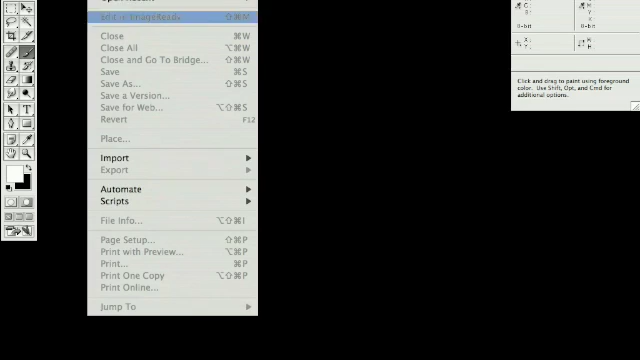 Edit in ImageReady ⇧⌘M
Close ⌘W
Close All ⌥⌘W
Close and Go To Bridge... ⇧⌘W
Save ⌘S
Save As... ⇧⌘S
Save a Version...
Save for Web... ⌥⇧⌘S
Revert F12
Place...
Import
Export
Automate
Scripts
File Info... ⌥⇧⌘I
Page Setup... ⇧⌘P
Print with Preview... ⌥⌘P
Print... ⌘P
Print One Copy ⌥⇧⌘P
Print Online...
Jump To
8-bit
8-bit
X:
Y:
W:
H:
Click and drag to paint using foreground
color. Use Shift, Opt, and Cmd for
additional options.